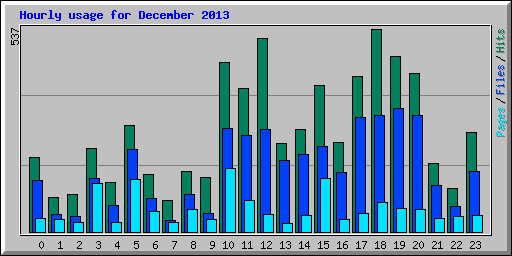 Hourly usage for December 2013
537
Pages/Files/Hits
0 1 2 3 4 5 6 7 8 9 10 11 12 13 14 15 16 17 18 19 20 21 22 23